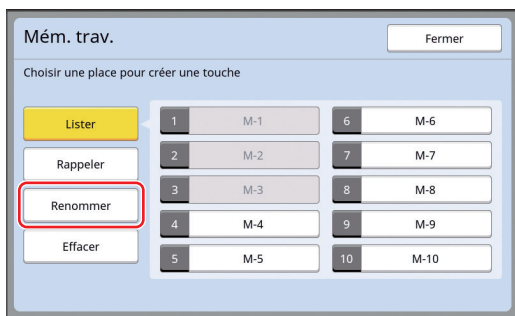 Mém. trav.
Fermer
Choisir une place pour créer une touche
Lister
Rappeler
Renommer
Effacer
1 M-1
2 M-2
3 M-3
4 M-4
5 M-5
6 M-6
7 M-7
8 M-8
9 M-9
10 M-10